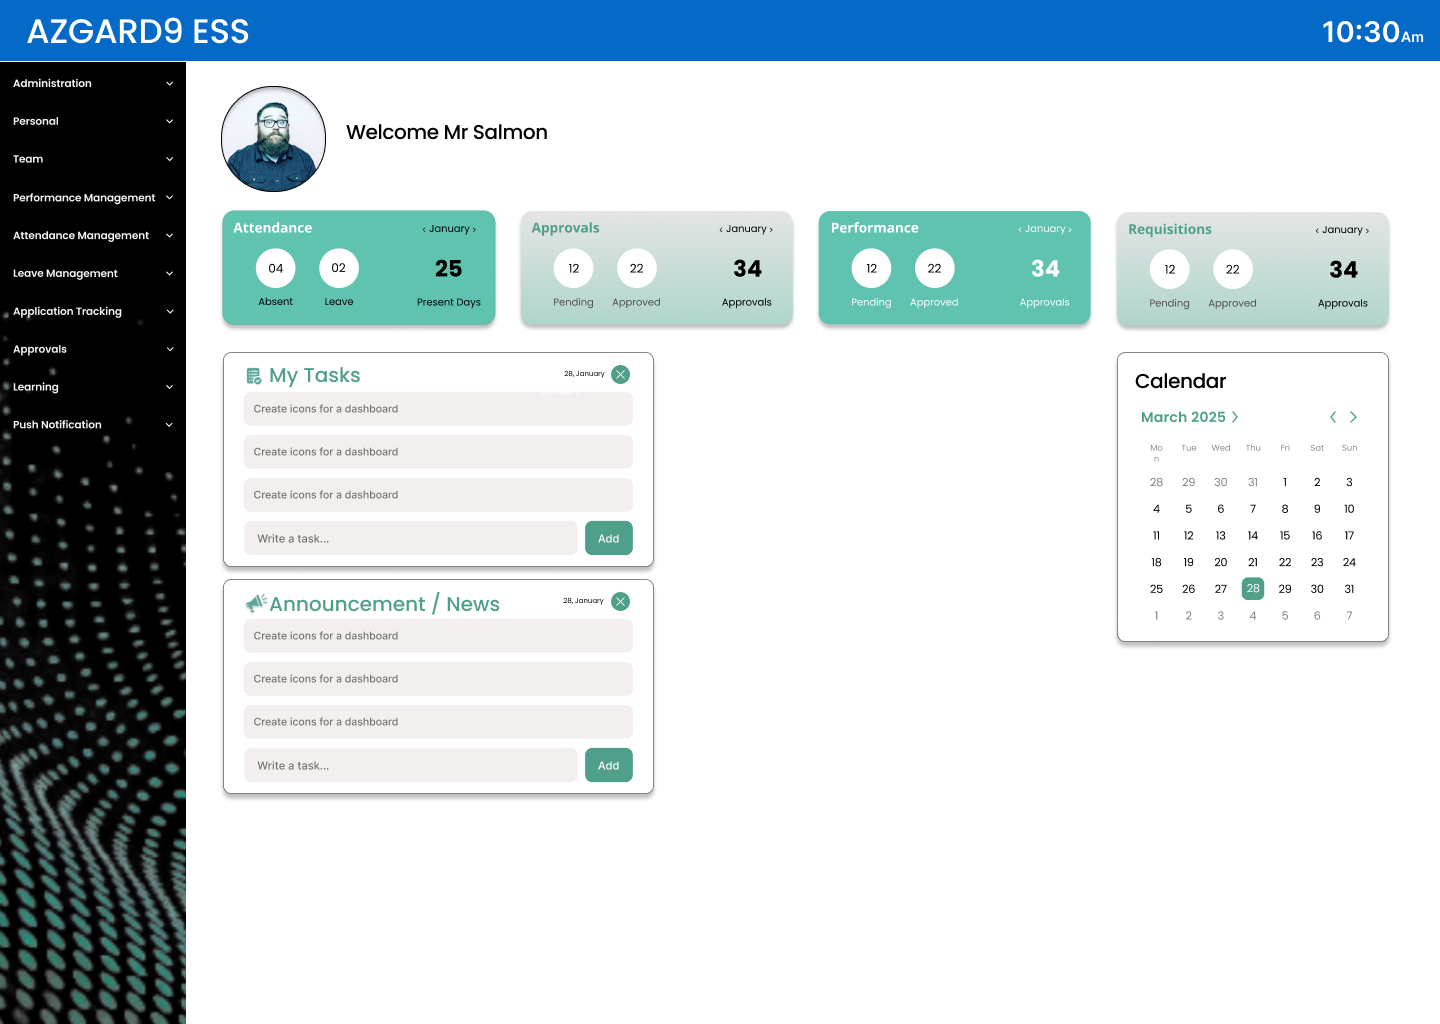 AZGARD9 ESS
10:30Am
Administration
Personal
Team
Performance Management
Attendance Management
Leave Management
Application Tracking
Approvals
Learning
Push Notification
Welcome Mr Salmon
Attendance
‹ January ›
04
02
25
Absent
Leave
Present Days
Approvals
‹ January ›
12
22
34
Pending
Approved
Approvals
Performance
‹ January ›
12
22
34
Pending
Approved
Approvals
Requisitions
‹ January ›
12
22
34
Pending
Approved
Approvals
My Tasks
28, January
Create icons for a dashboard
Create icons for a dashboard
Create icons for a dashboard
Write a task...
Add
Announcement / News
28, January
Create icons for a dashboard
Create icons for a dashboard
Create icons for a dashboard
Write a task...
Add
Calendar
March 2025
Mo Tue Wed Thu Fri Sat Sun
n
28 29 30 31 1 2 3
4 5 6 7 8 9 10
11 12 13 14 15 16 17
18 19 20 21 22 23 24
25 26 27 28 29 30 31
1 2 3 4 5 6 7